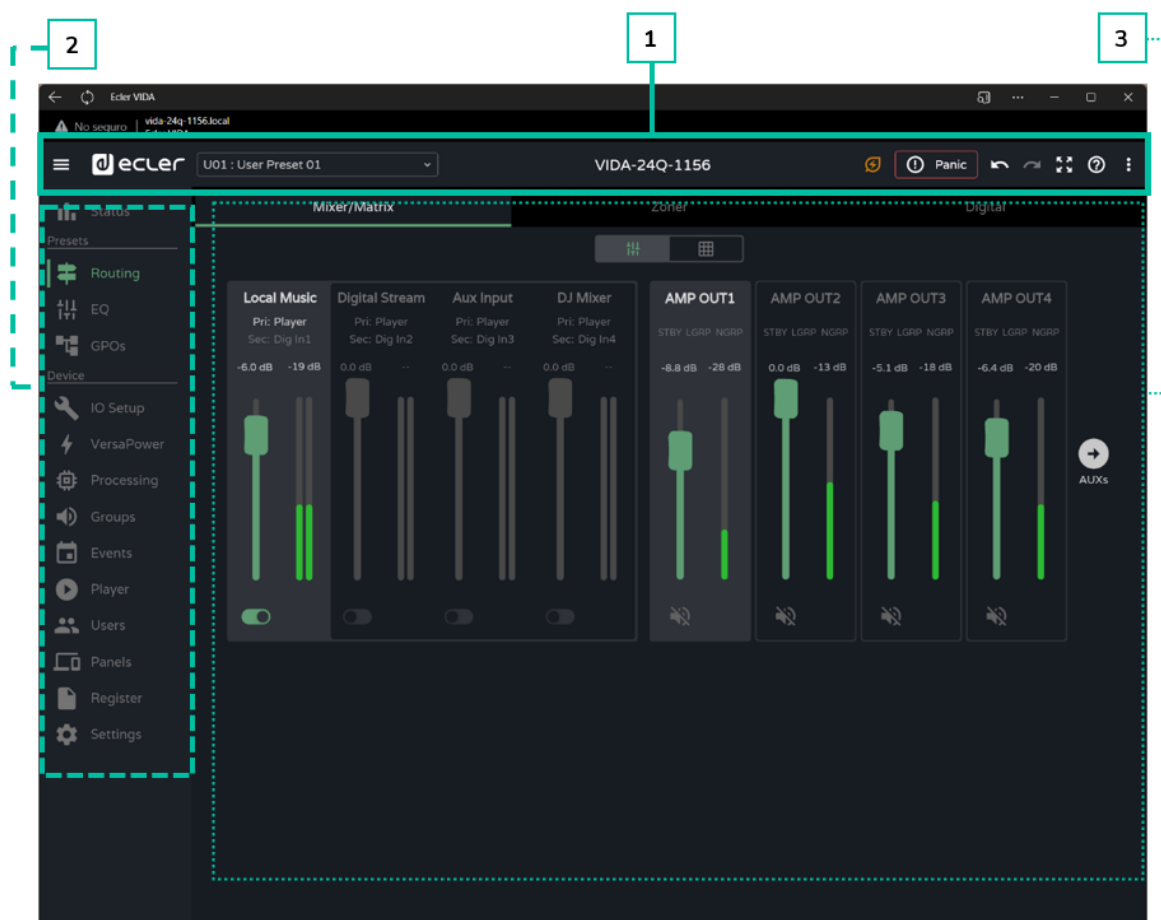 2
1
3
Ecler VIDA
No seguro
vida-24q-1156.local
Ecler VIDA
ecler
U01 : User Preset 01
VIDA-24Q-1156
Panic
Status
Presets
Routing
EQ
GPOs
Device
IO Setup
VersaPower
Processing
Groups
Events
Player
Users
Panels
Register
Settings
Mixer/Matrix Zoner Digital
Local Music Digital Stream Aux Input DJ Mixer AMP OUT1 AMP OUT2 AMP OUT3 AMP OUT4
Pri: Player Pri: Player Pri: Player Pri: Player
Sec: Dig In1 Sec: Dig In2 Sec: Dig In3 Sec: Dig In4
STBY LGRP NGRP STBY LGRP NGRP STBY LGRP NGRP STBY LGRP NGRP
-6.0 dB -19 dB 0.0 dB -- 0.0 dB -- 0.0 dB -- -8.8 dB -28 dB 0.0 dB -13 dB -5.1 dB -18 dB -6.4 dB -20 dB
AUXs